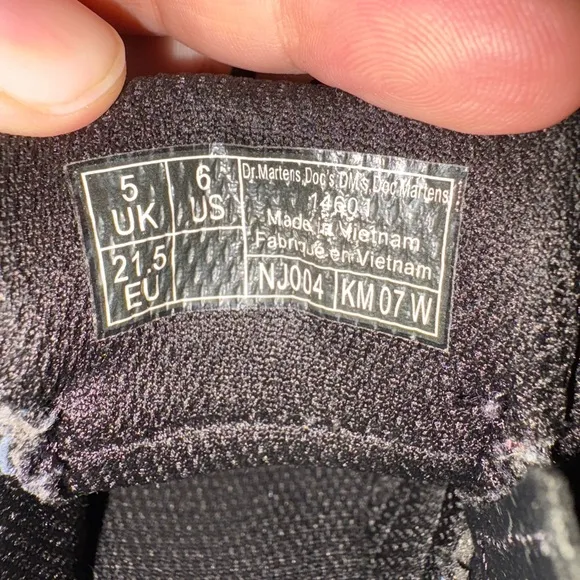 5 UK
6 US
21.5 EU
Dr.Martens,Doc's,DM's,Doc Martens
14601
Made in Vietnam
Fabriqué en Vietnam
NJ004
KM 07 W